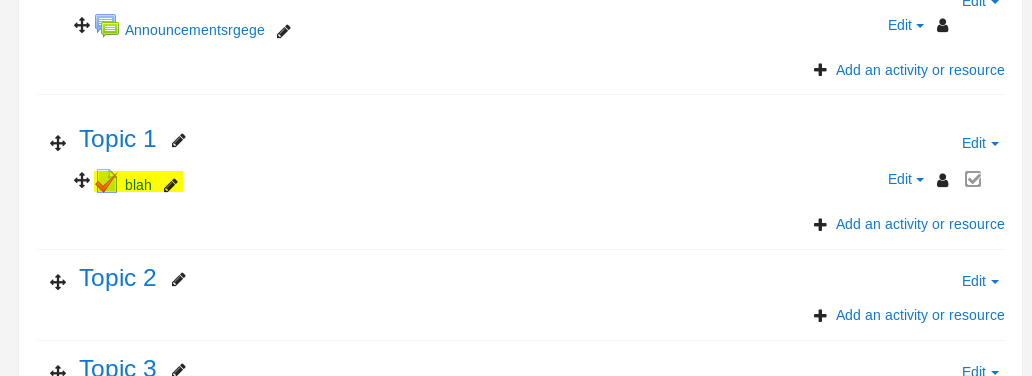 Edit
Announcementsrgege
Edit
Add an activity or resource
Topic 1
Edit
blah
Edit
Add an activity or resource
Topic 2
Edit
Add an activity or resource
Topic 3
Edit